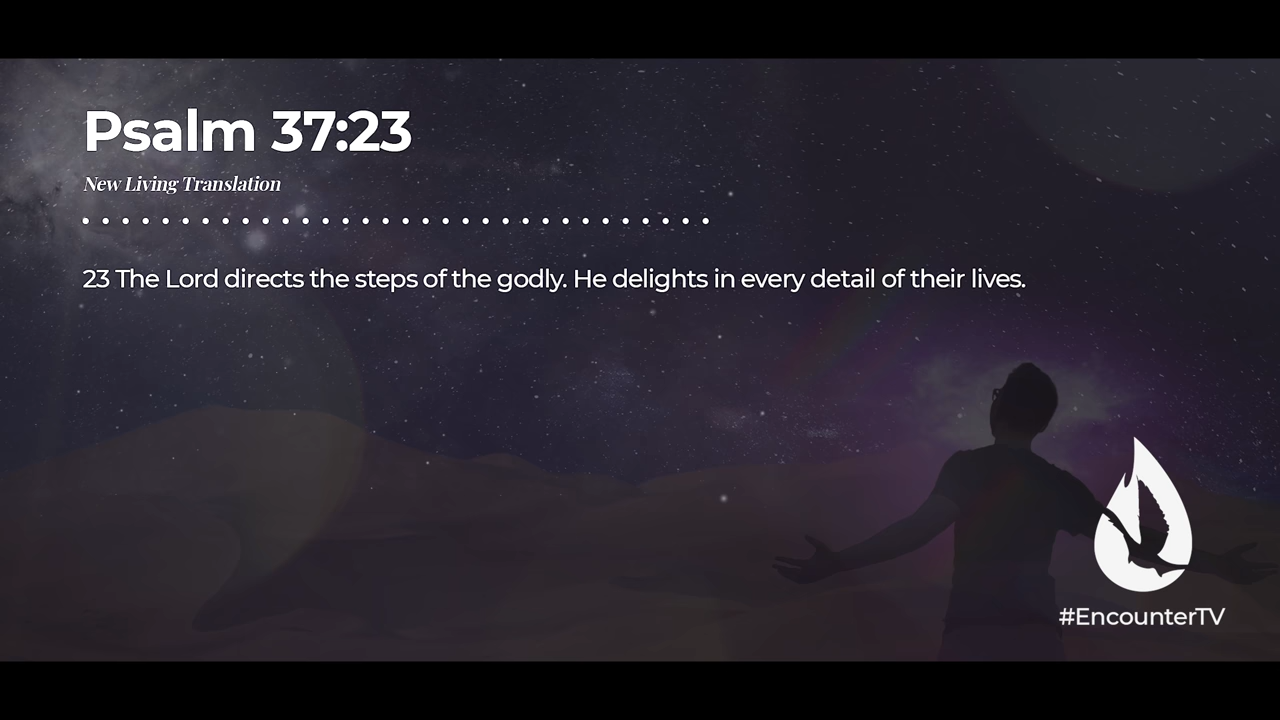 Psalm 37:23
New Living Translation
23 The Lord directs the steps of the godly. He delights in every detail of their lives.
#EncounterTV